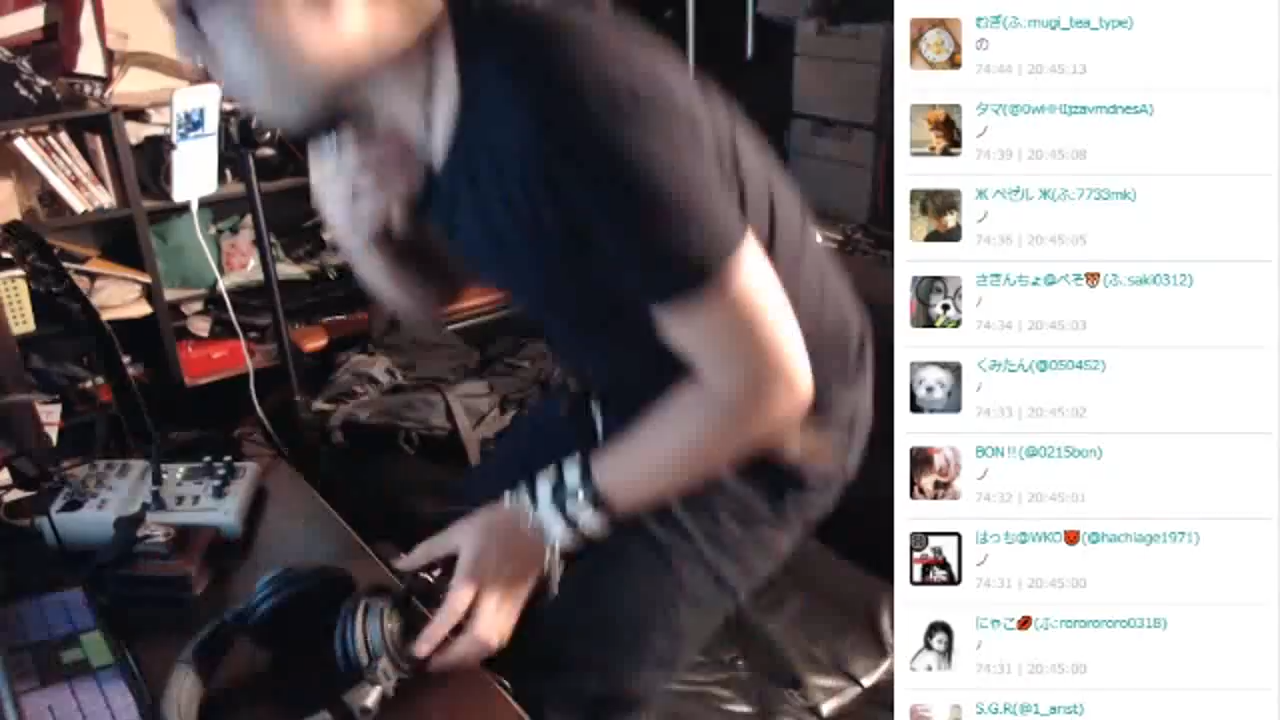 むぎ(ふ:mugi_tea_type)
の
74:44 | 20:45:13
タマ(@0wHHIjzavmdnesA)
ノ
74:39 | 20:45:08
ж ベゼル ж(ふ:7733mk)
ノ
74:36 | 20:45:05
さきんちょ@ぺそ🐯(ふ:saki0312)
ﾉ
74:34 | 20:45:03
くみたん(@050452)
ﾉ
74:33 | 20:45:02
BON!!(@0215bon)
ノ
74:32 | 20:45:01
はっち@WKO👹(@hachiage1971)
ノ
74:31 | 20:45:00
にゃこ💋(ふ:rororororo0318)
ﾉ
74:31 | 20:45:00
S.G.R(@1_arist)